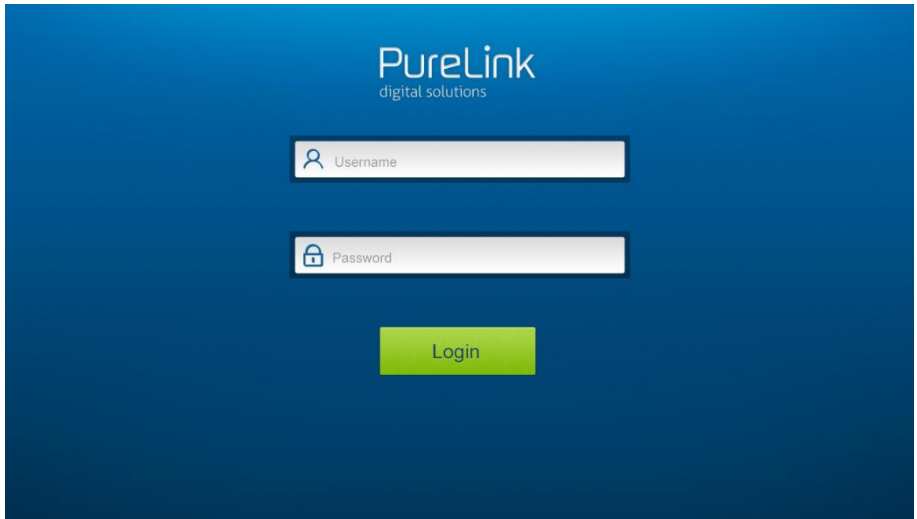 PureLink
digital solutions
Username
Password
Login